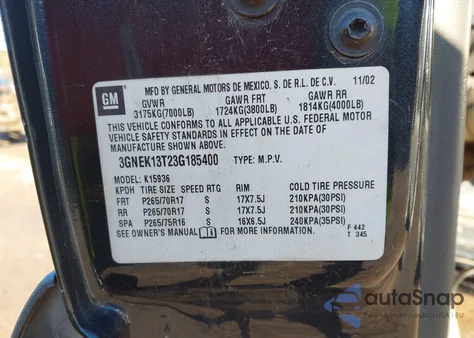 GM
MFD BY GENERAL MOTORS DE MEXICO, S. DE R.L. DE C.V. 11/02
GVWR GAWR FRT GAWR RR
3175KG(7000LB) 1724KG(3800LB) 1814KG(4000LB)
THIS VEHICLE CONFORMS TO ALL APPLICABLE U.S. FEDERAL MOTOR
VEHICLE SAFETY STANDARDS IN EFFECT ON THE DATE OF
MANUFACTURE SHOWN ABOVE.
3GNEK13T23G185400 TYPE: M.P.V.
MODEL: K15936
KPDH TIRE SIZE SPEED RTG RIM COLD TIRE PRESSURE
FRT P265/70R17 S 17X7.5J 210KPA(30PSI)
RR P265/70R17 S 17X7.5J 210KPA(30PSI)
SPA P265/75R16 S 16X6.5J 240KPA(35PSI)
SEE OWNER'S MANUAL FOR MORE INFORMATION.
F 442
T 345
autoSnap